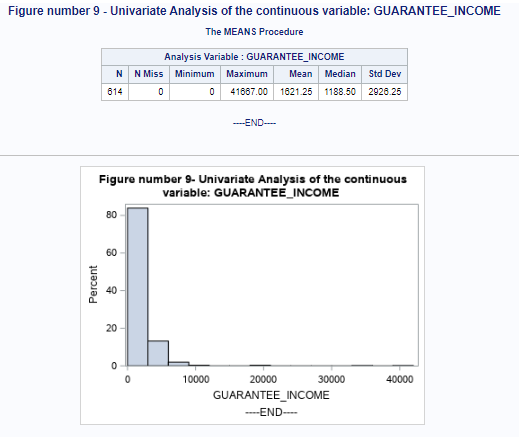 Figure number 9 - Univariate Analysis of the continuous variable: GUARANTEE_INCOME
The MEANS Procedure
Analysis Variable : GUARANTEE_INCOME
N N Miss Minimum Maximum Mean Median Std Dev
614 0 0 41667.00 1621.25 1188.50 2926.25
----END----
Figure number 9- Univariate Analysis of the continuous
variable: GUARANTEE_INCOME
80
60
40
20
0
Percent
0 10000 20000 30000 40000
GUARANTEE_INCOME
----END----